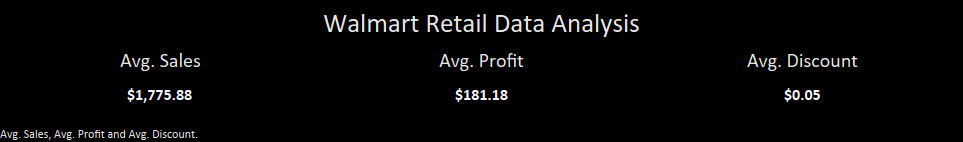 Walmart Retail Data Analysis
Avg. Sales Avg. Profit Avg. Discount
$1,775.88 $181.18 $0.05
Avg. Sales, Avg. Profit and Avg. Discount.